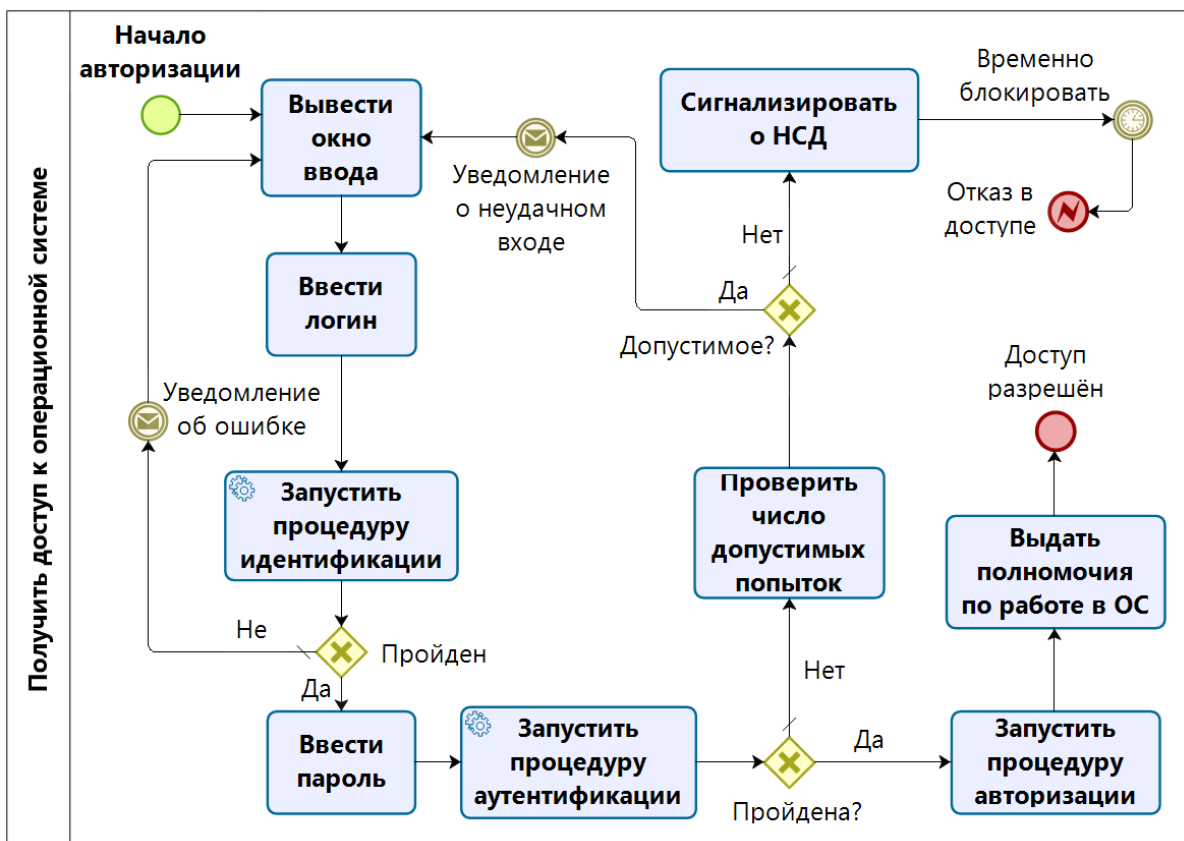 Получить доступ к операционной системе
Начало
авторизации
Вывести
окно
ввода
Уведомление
о неудачном
входе
Сигнализировать
о НСД
Временно
блокировать
Отказ в
доступе
Нет
Да
Допустимое?
Ввести
логин
Уведомление
об ошибке
Запустить
процедуру
идентификации
Не
Пройден
Да
Ввести
пароль
Запустить
процедуру
аутентификации
Пройдена?
Нет
Проверить
число
допустимых
попыток
Да
Запустить
процедуру
авторизации
Выдать
полномочия
по работе в ОС
Доступ
разрешён